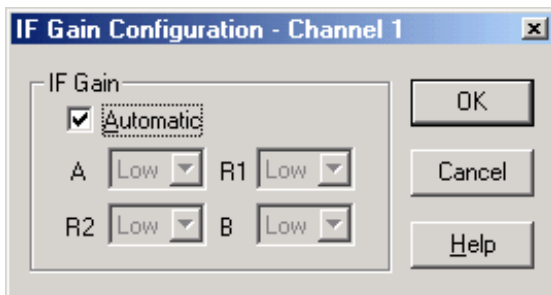 IF Gain Configuration - Channel 1
IF Gain
Automatic
OK
A Low R1 Low
Cancel
R2 Low B Low
Help